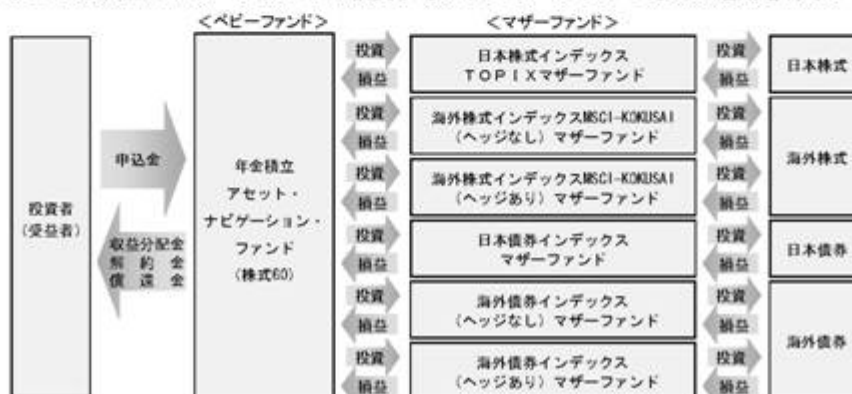 <ベビーファンド>
<マザーファンド>
投資者
(受益者)
申込金
収益分配金
解約金
償還金
年金積立
アセット・
ナビゲーション・
ファンド
(株式60)
投資
損益
日本株式インデックス
TOPIXマザーファンド
投資
損益
日本株式
投資
損益
海外株式インデックスMSCI-KOKUSAI
(ヘッジなし)マザーファンド
投資
損益
海外株式
投資
損益
海外株式インデックスMSCI-KOKUSAI
(ヘッジあり)マザーファンド
投資
損益
投資
損益
日本債券インデックス
マザーファンド
投資
損益
日本債券
投資
損益
海外債券インデックス
(ヘッジなし)マザーファンド
投資
損益
海外債券
投資
損益
海外債券インデックス
(ヘッジあり)マザーファンド
投資
損益